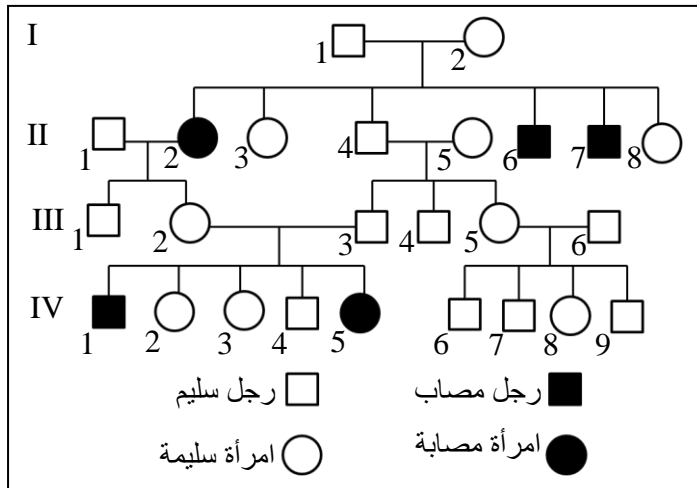 I
1 2
II
1 2 3 4 5 6 7 8
III
1 2 3 4 5 6
IV
1 2 3 4 5 6 7 8 9
رجل سليم رجل مصاب
امرأة سليمة امرأة مصابة